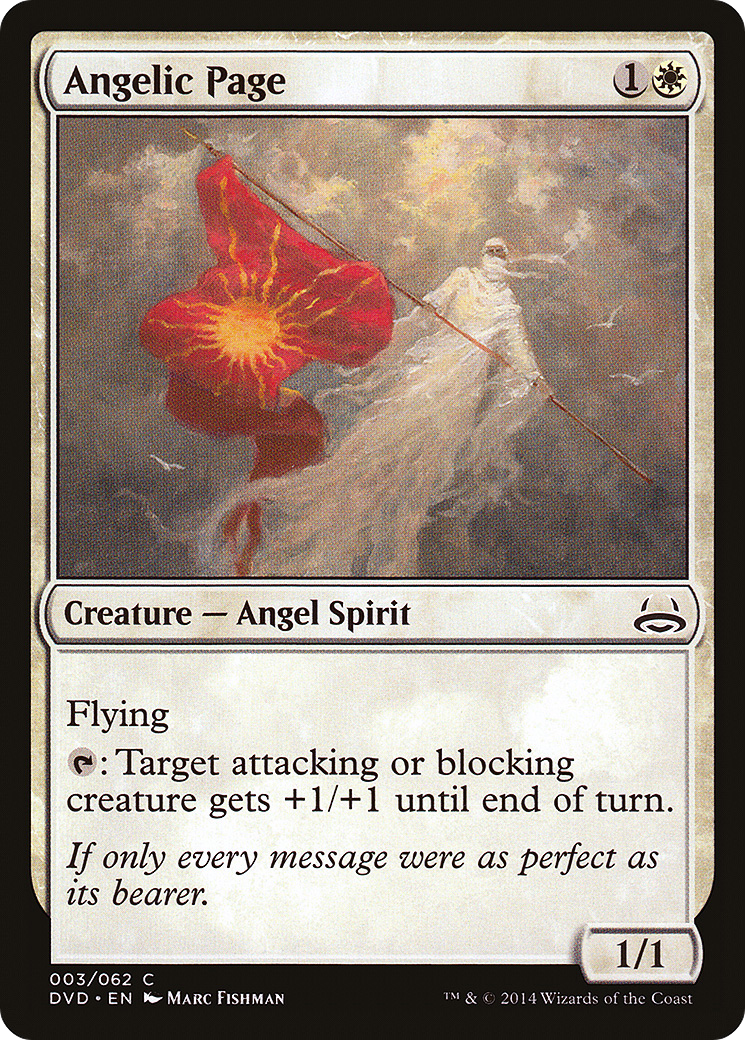 Angelic Page 1
Creature — Angel Spirit
Flying
: Target attacking or blocking
creature gets +1/+1 until end of turn.
If only every message were as perfect as
its bearer.
1/1
003/062 C
DVD • EN Marc Fishman ™ & © 2014 Wizards of the Coast